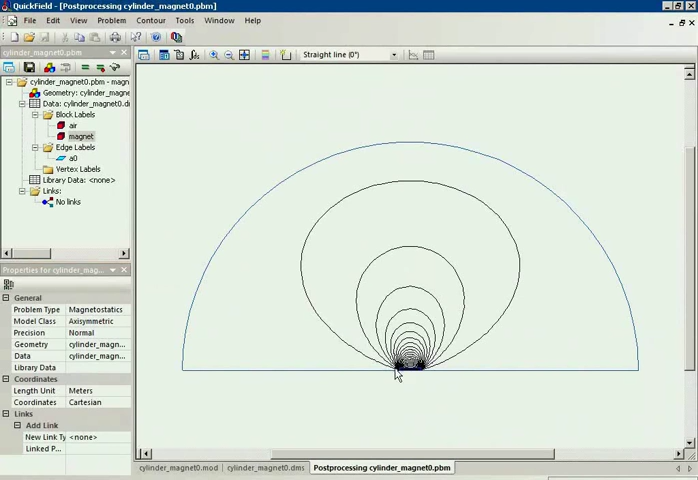 QuickField - [Postprocessing cylinder_magnet0.pbm]
File Edit View Problem Contour Tools Window Help
cylinder_magnet0.pbm
Straight line (0°)
cylinder_magnet0.pbm - magn
Geometry: cylinder_magnet0.
Data: cylinder_magnet0.dm
Block Labels
air
magnet
Edge Labels
a0
Vertex Labels
Library Data: <none>
Links:
No links
Properties for cylinder_mag...
General
Problem Type Magnetostatics
Model Class Axisymmetric
Precision Normal
Geometry cylinder_magn...
Data cylinder_magn...
Library Data
Coordinates
Length Unit Meters
Coordinates Cartesian
Links
Add Link
New Link Ty <none>
Linked P...
cylinder_magnet0.mod cylinder_magnet0.dms Postprocessing cylinder_magnet0.pbm